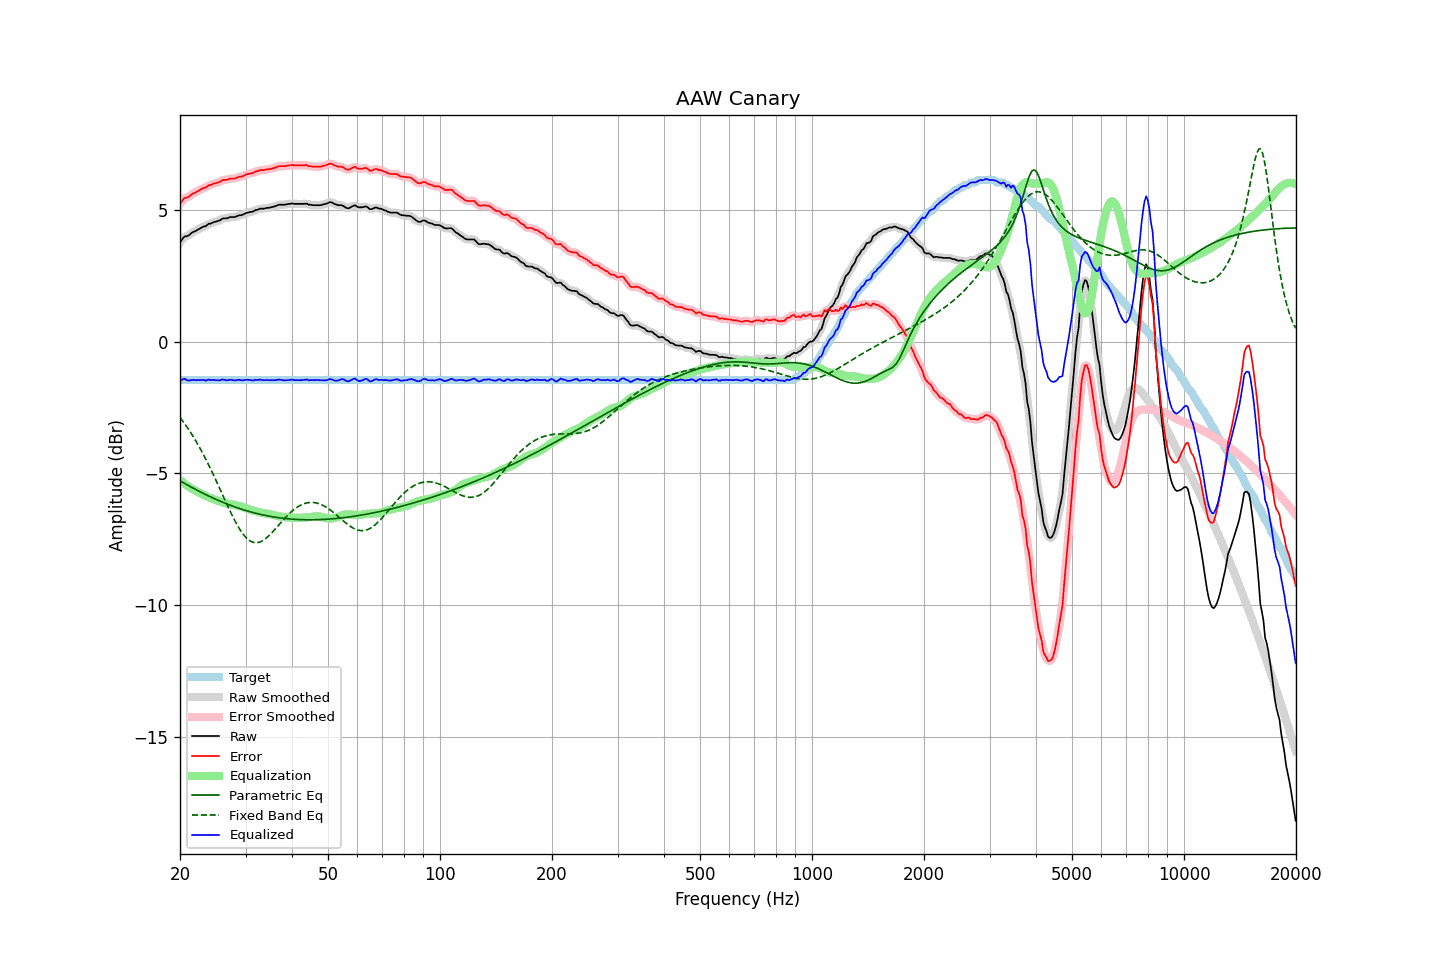 AAW Canary
Amplitude (dBr)
5
0
−5
−10
−15
Target
Raw Smoothed
Error Smoothed
Raw
Error
Equalization
Parametric Eq
Fixed Band Eq
Equalized
20 50 100 200 500 1000 2000 5000 10000 20000
Frequency (Hz)